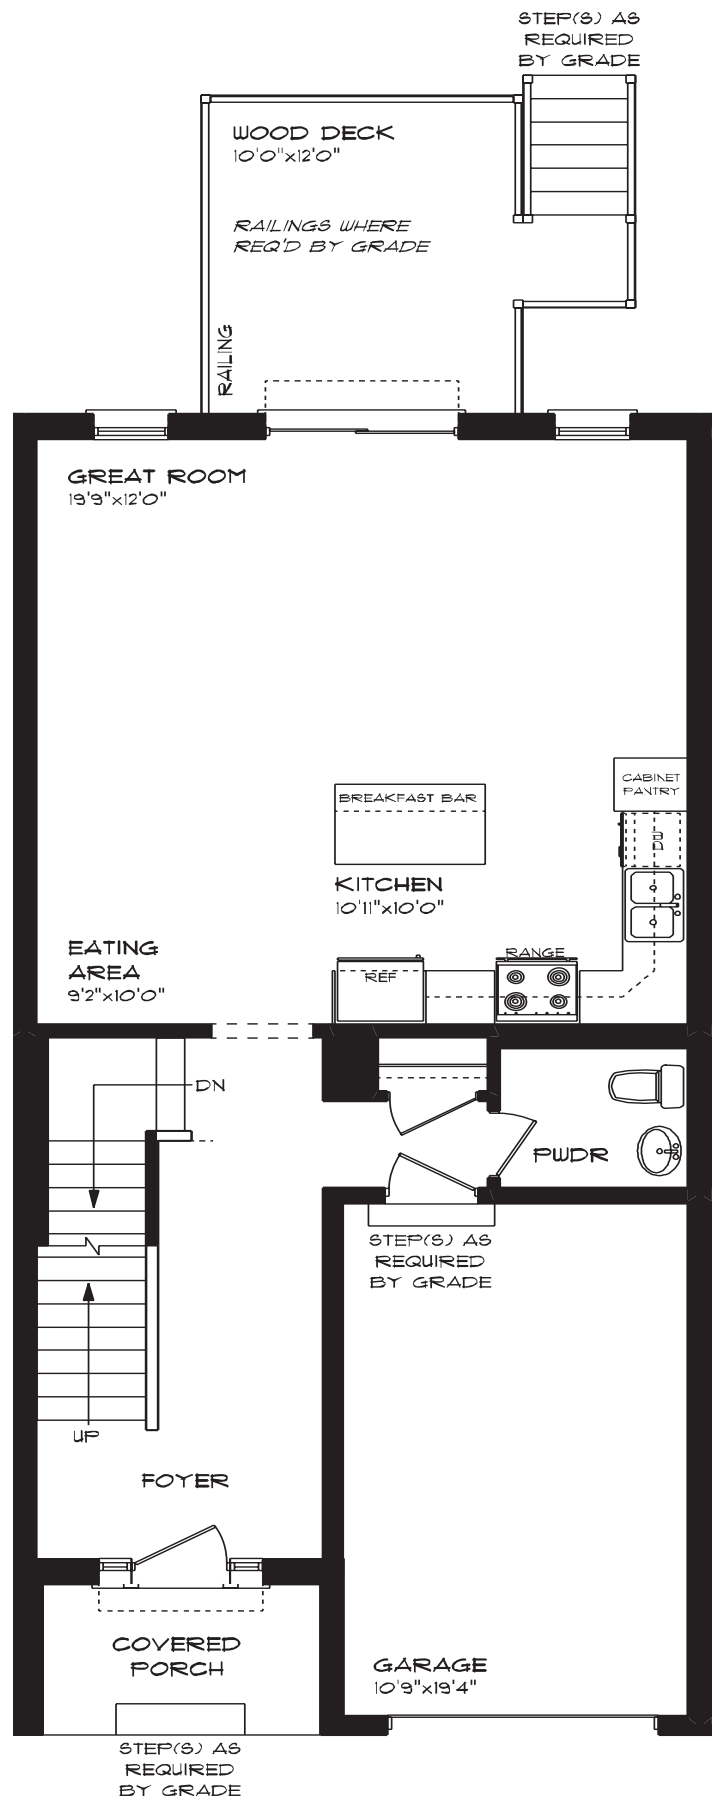 STEP(S) AS
REQUIRED
BY GRADE
WOOD DECK
10'0"x12'0"
RAILINGS WHERE
REQ'D BY GRADE
RAILING
GREAT ROOM
19'9"x12'0"
CABINET
PANTRY
BREAKFAST BAR
DW
KITCHEN
10'11"x10'0"
EATING
AREA
9'2"x10'0"
RANGE
REF
DN
PWDR
STEP(S) AS
REQUIRED
BY GRADE
UP
FOYER
COVERED
PORCH
GARAGE
10'9"x19'4"
STEP(S) AS
REQUIRED
BY GRADE